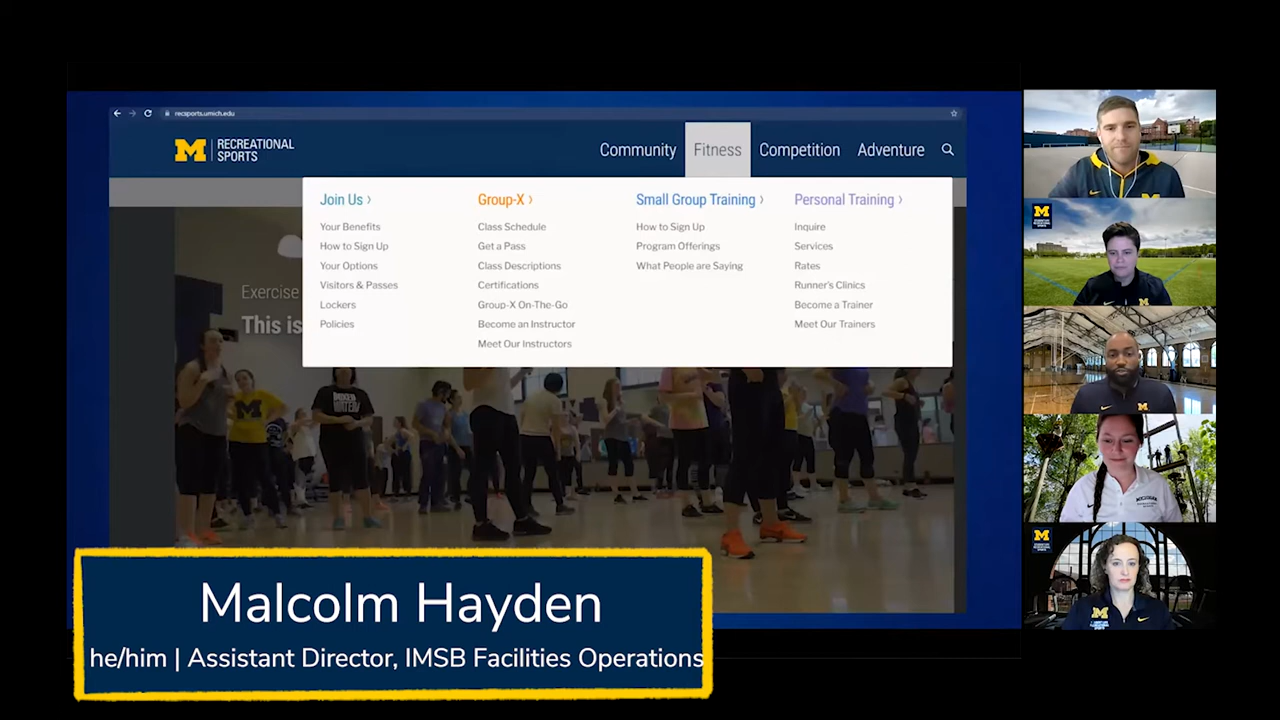 recsports.umich.edu
RECREATIONAL
SPORTS
Community Fitness Competition Adventure
Join Us ›
Your Benefits
How to Sign Up
Your Options
Visitors & Passes
Lockers
Policies
Group-X ›
Class Schedule
Get a Pass
Class Descriptions
Certifications
Group-X On-The-Go
Become an Instructor
Meet Our Instructors
Small Group Training ›
How to Sign Up
Program Offerings
What People are Saying
Personal Training ›
Inquire
Services
Rates
Runner's Clinics
Become a Trainer
Meet Our Trainers
Exercise
This is
Malcolm Hayden
he/him | Assistant Director, IMSB Facilities Operations
MICHIGAN